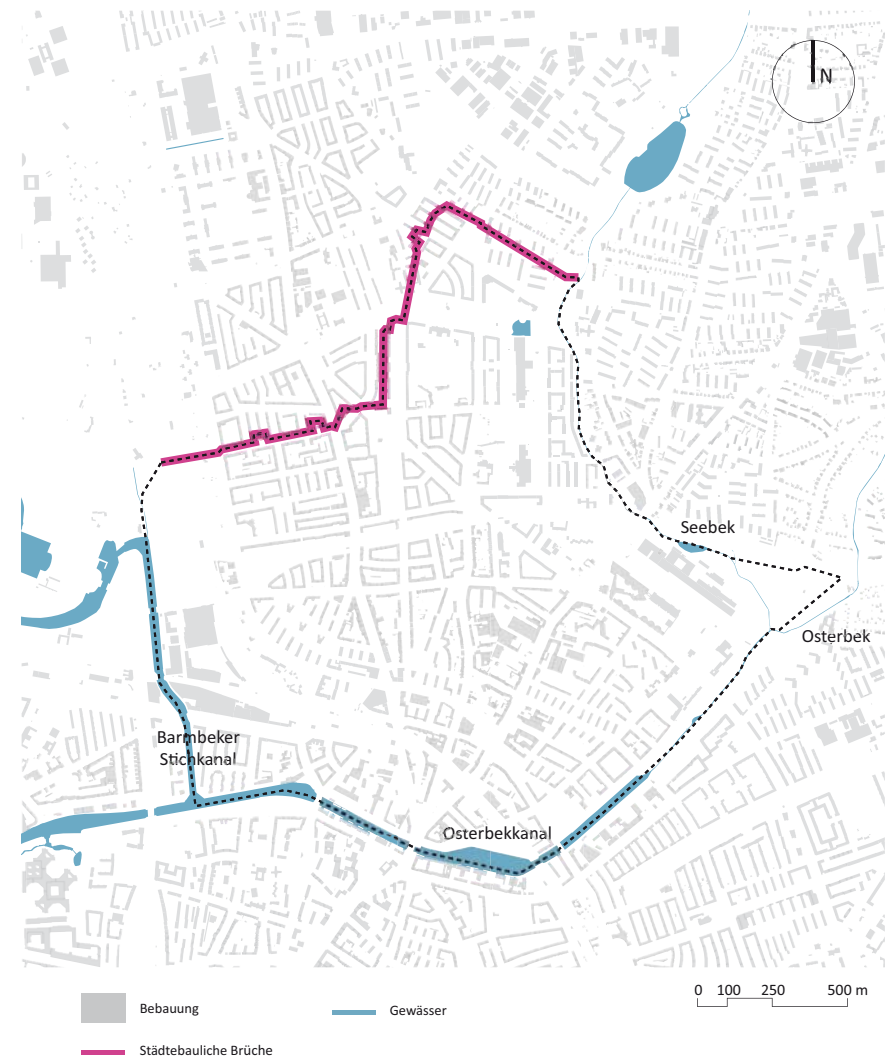 N
Seebek
Osterbek
Barmbeker
Stichkanal
Osterbekkanal
0 100 250 500 m
Bebauung
Gewässer
Städtebauliche Brüche